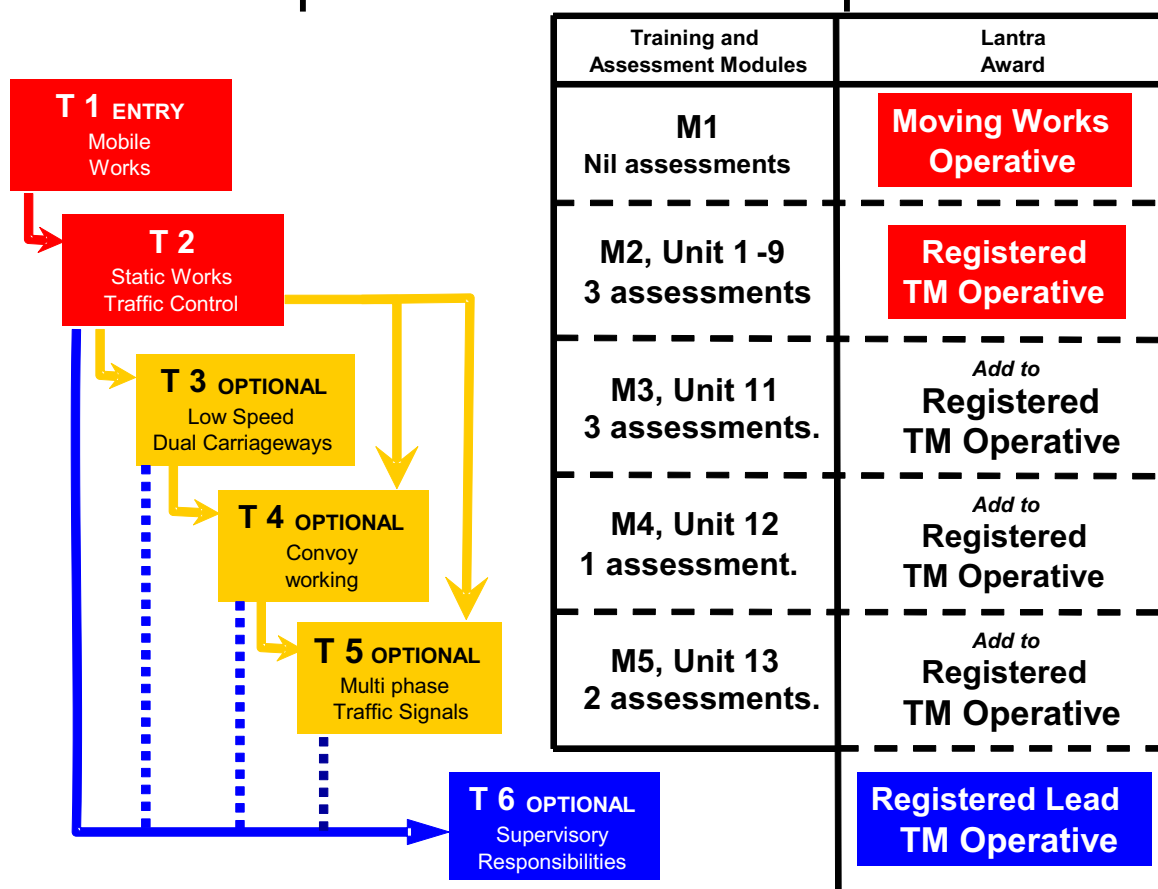 Training and
Assessment Modules
Lantra
Award
T 1 ENTRY
Mobile
Works
M1
Nil assessments
Moving Works
Operative
T 2
Static Works
Traffic Control
M2, Unit 1 -9
3 assessments
Registered
TM Operative
T 3 OPTIONAL
Low Speed
Dual Carriageways
M3, Unit 11
3 assessments.
Add to
Registered
TM Operative
T 4 OPTIONAL
Convoy
working
M4, Unit 12
1 assessment.
Add to
Registered
TM Operative
T 5 OPTIONAL
Multi phase
Traffic Signals
M5, Unit 13
2 assessments.
Add to
Registered
TM Operative
T 6 OPTIONAL
Supervisory
Responsibilities
Registered Lead
TM Operative